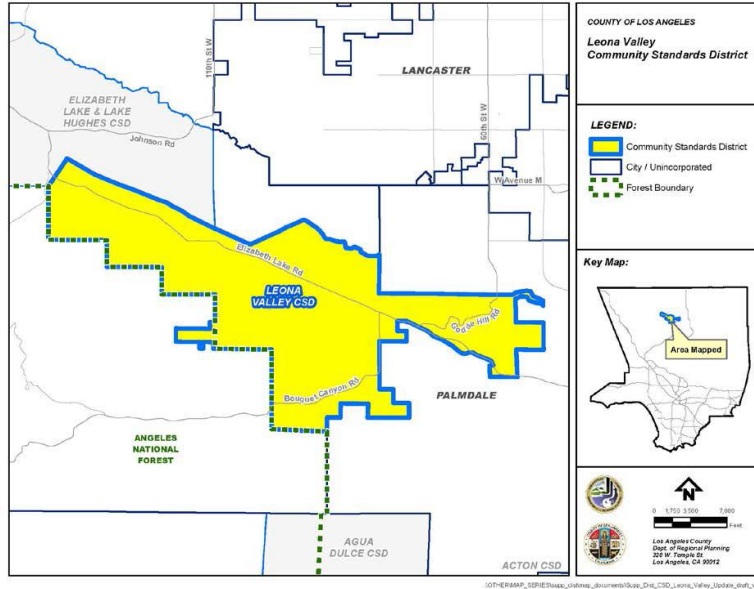 COUNTY OF LOS ANGELES
Leona Valley
Community Standards District
LEGEND:
Community Standards District
City / Unincorporated
Forest Boundary
Key Map:
Area Mapped
N
0 1,750 3,500 7,000
Feet
Los Angeles County
Dept. of Regional Planning
320 W. Temple St.
Los Angeles, CA 90012
110th St W
LANCASTER
60th St W
ELIZABETH
LAKE & LAKE
HUGHES CSD
Johnson Rd
W Avenue M
Elizabeth Lake Rd
LEONA
VALLEY CSD
Godde Hill Rd
Bouquet Canyon Rd
PALMDALE
ANGELES
NATIONAL
FOREST
AGUA
DULCE CSD
ACTON CSD